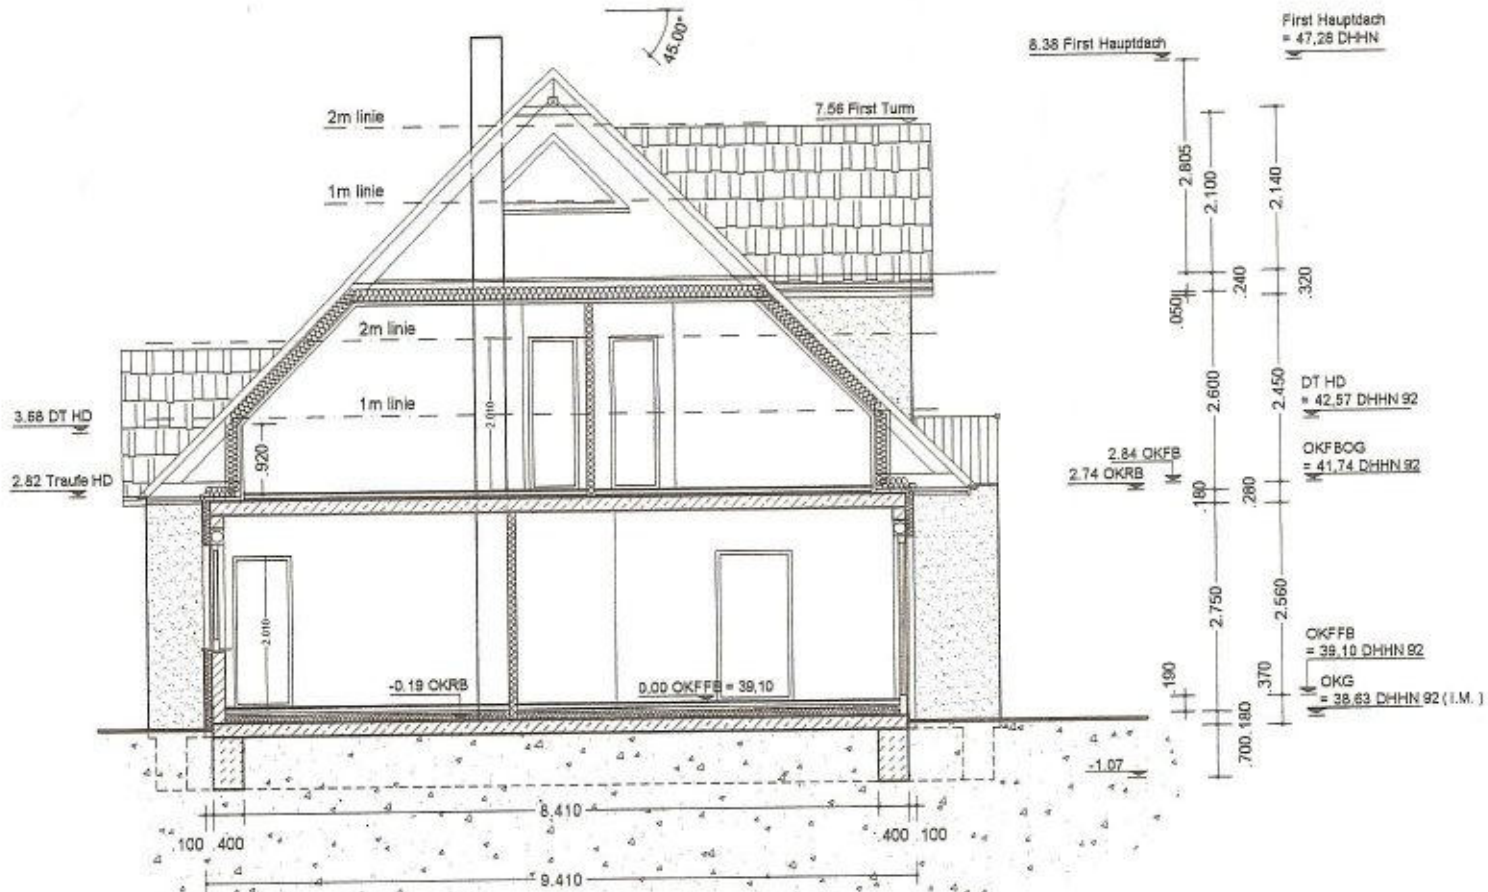 45.00°
First Hauptdach
= 47,28 DHHN
8.38 First Hauptdach
7.56 First Turm
2m linie
1m linie
2.805
2.100
2.140
.240
.320
.050
2m linie
1m linie
2.010
.920
3.68 DT HD
2.82 Traufe HD
2.600
2.450
DT HD
= 42,57 DHHN 92
2.84 OKFB
2.74 OKRB
OKFBOG
= 41,74 DHHN 92
.180
.280
2.010
2.750
2.560
-0.19 OKRB
0,00 OKFFB = 39,10
OKFFB
= 39,10 DHHN 92
OKG
= 38,63 DHHN 92 ( I.M. )
.190
.370
.180
.700
-1.07
8.410
.100 .400
.400 .100
9.410